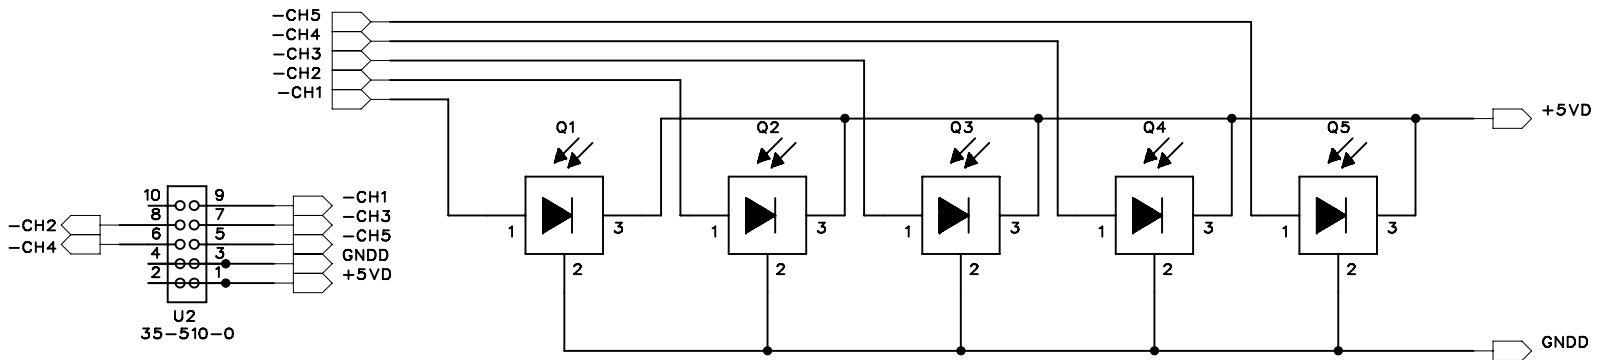 -CH5
-CH4
-CH3
-CH2
-CH1
+5VD
Q1 Q2 Q3 Q4 Q5
1 3 1 3 1 3 1 3 1 3
2 2 2 2 2
GNDD
10 9 -CH1
-CH2 8 7 -CH3
-CH4 6 5 -CH5
4 3 GNDD
2 1 +5VD
U2
35-510-0